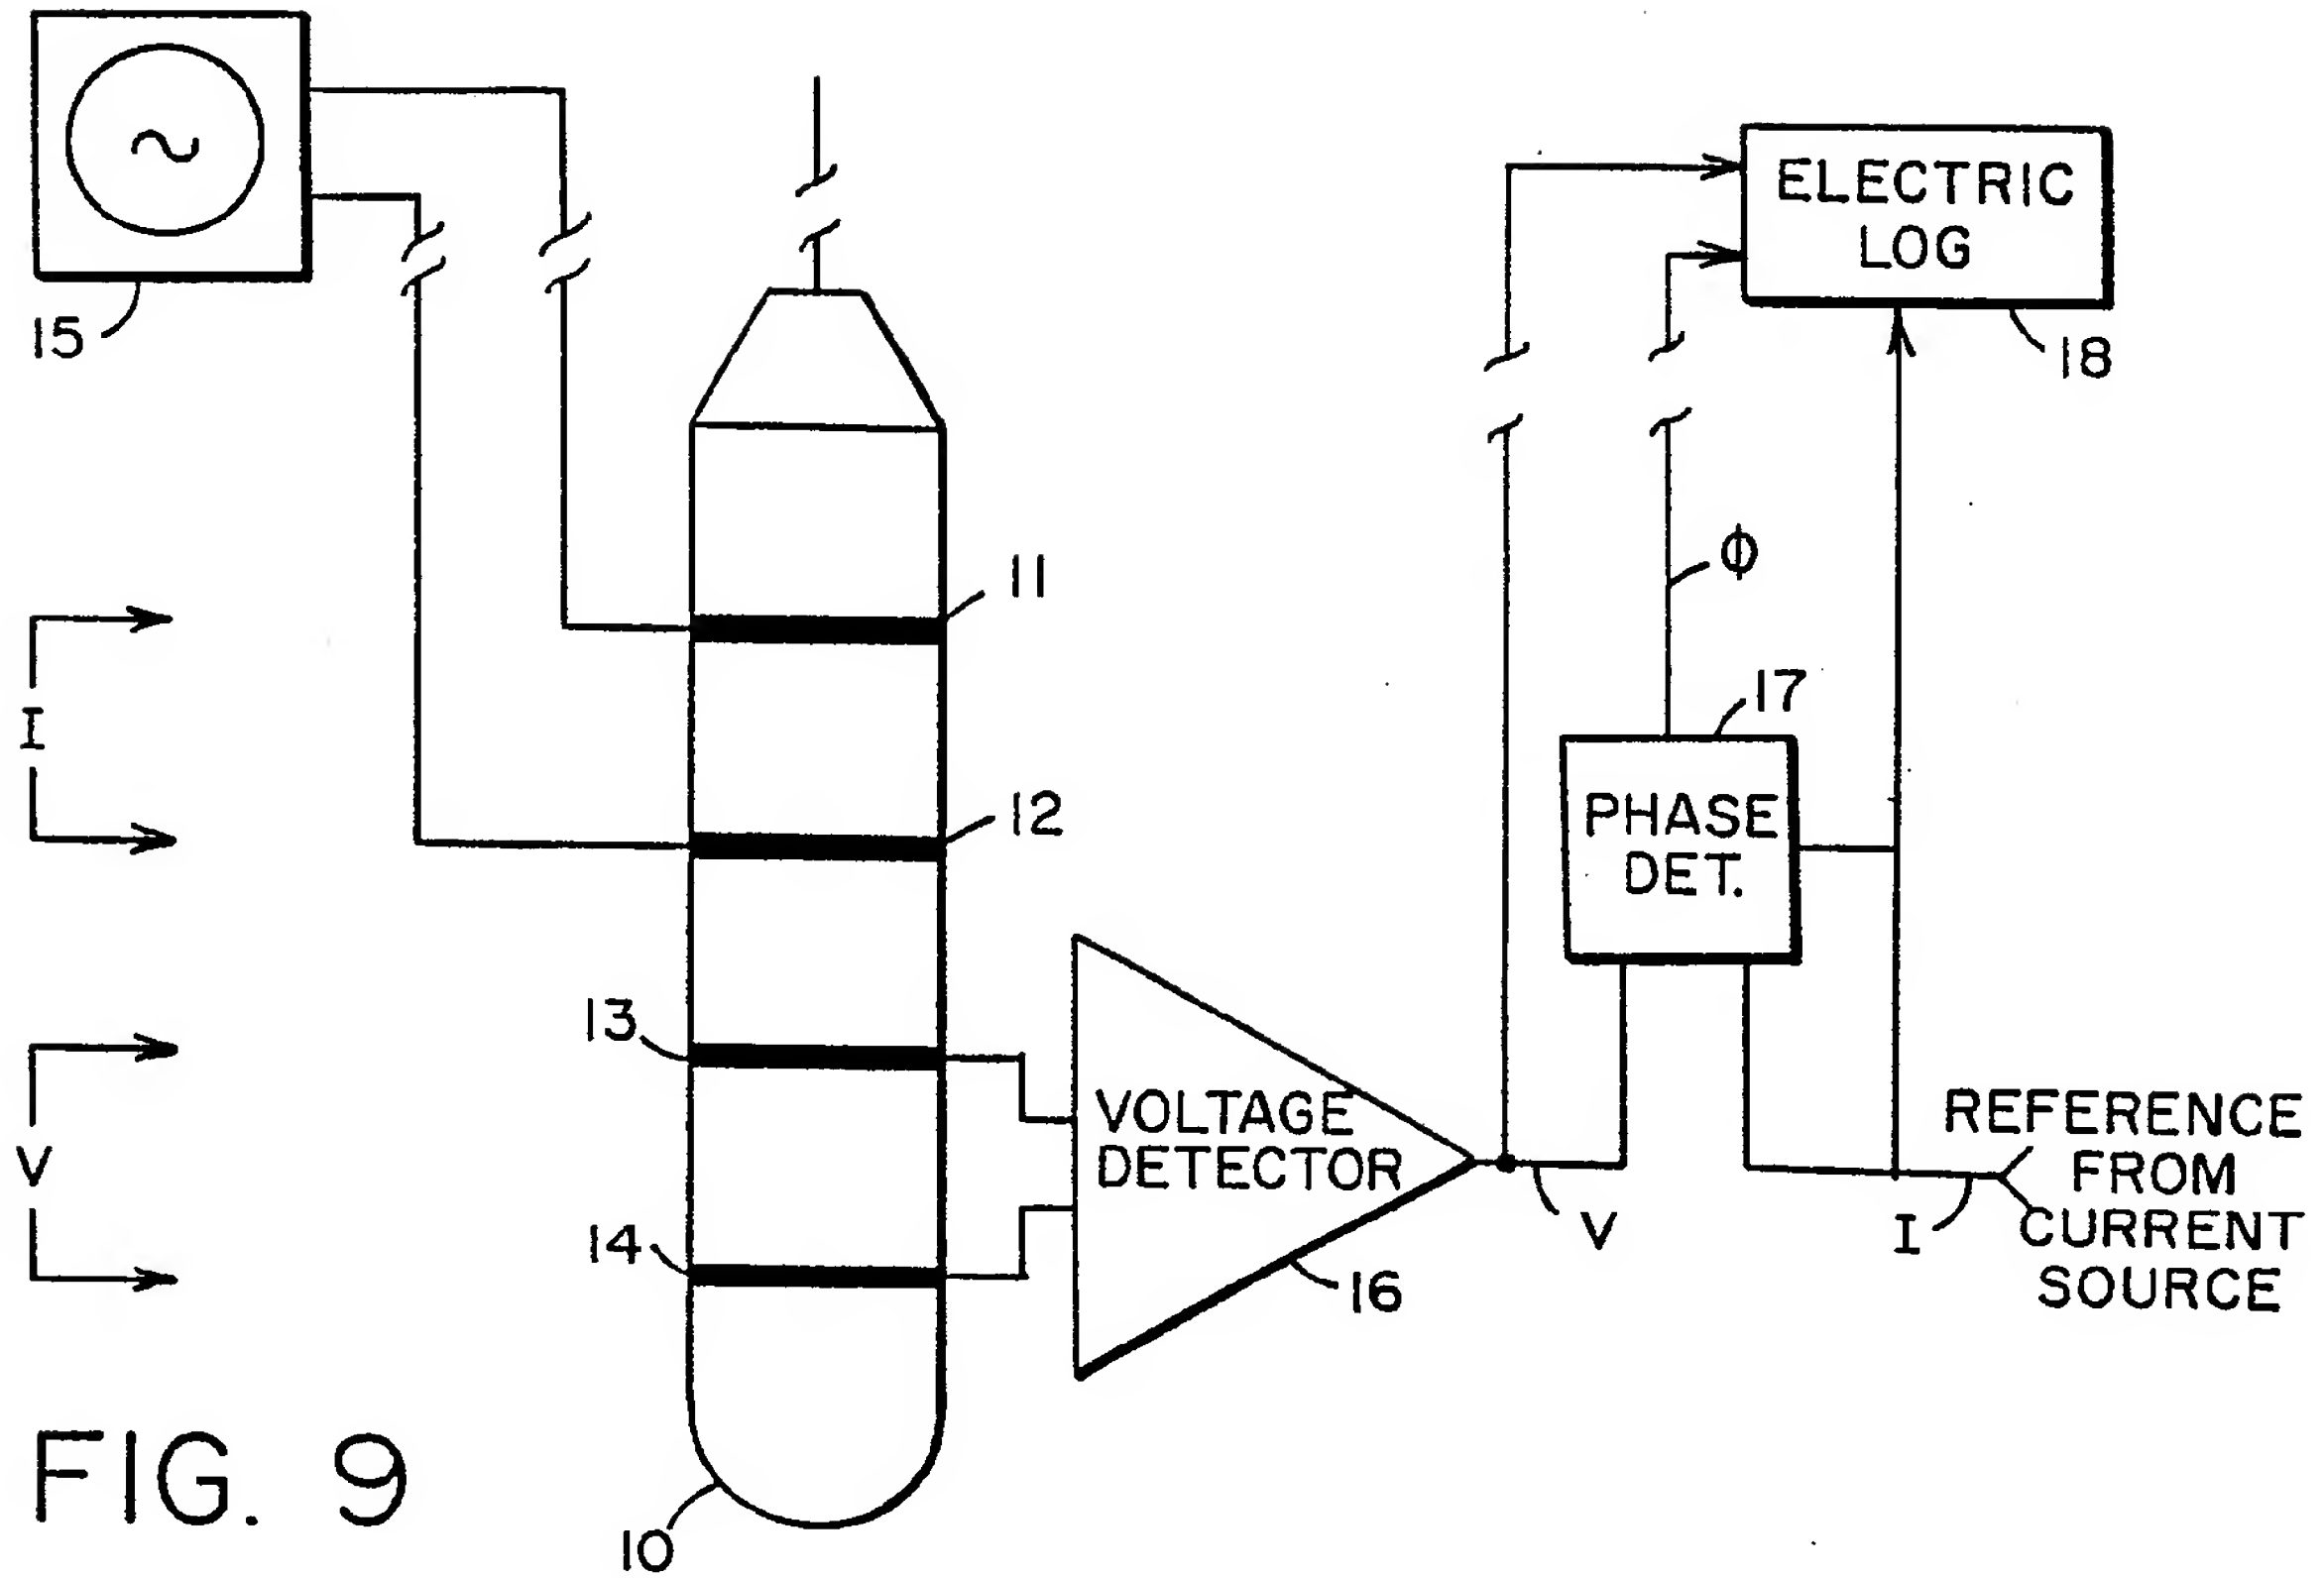 15
ELECTRIC
LOG
18
11
Φ
I
17
12
PHASE
DET.
13
VOLTAGE
DETECTOR
V
14
16
V
I
REFERENCE
FROM
CURRENT
SOURCE
10
FIG. 9